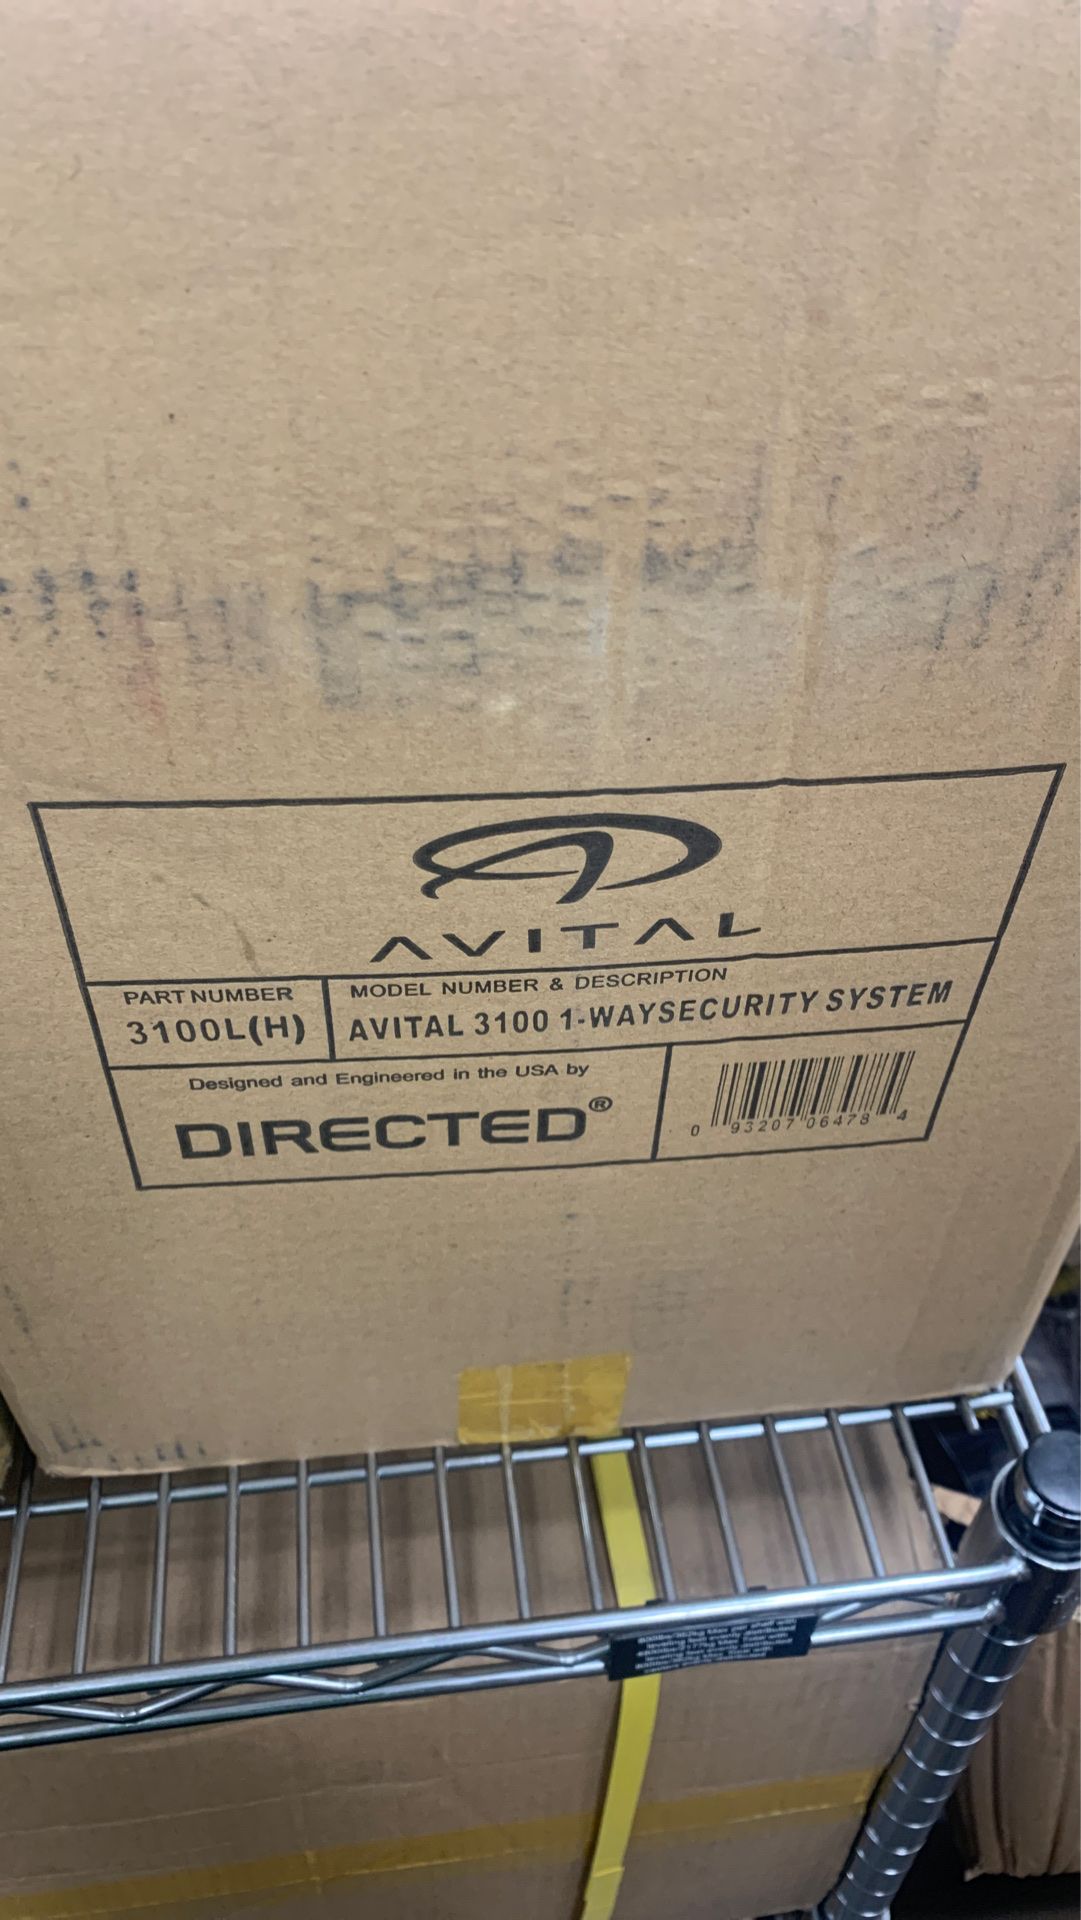 AVITAL
PART NUMBER
3100L(H)
MODEL NUMBER & DESCRIPTION
AVITAL 3100 1-WAYSECURITY SYSTEM
Designed and Engineered in the USA by
DIRECTED®
0 93207 06478 4